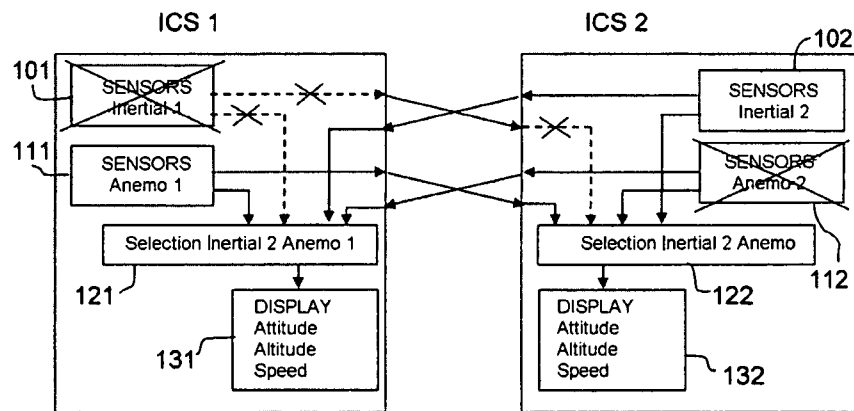 ICS 1
ICS 2
101
SENSORS
Inertial 1
102
SENSORS
Inertial 2
111
SENSORS
Anemo 1
SENSORS
Anemo 2
112
Selection Inertial 2 Anemo 1
121
Selection Inertial 2 Anemo
122
DISPLAY
Attitude
Altitude
Speed
131
DISPLAY
Attitude
Altitude
Speed
132